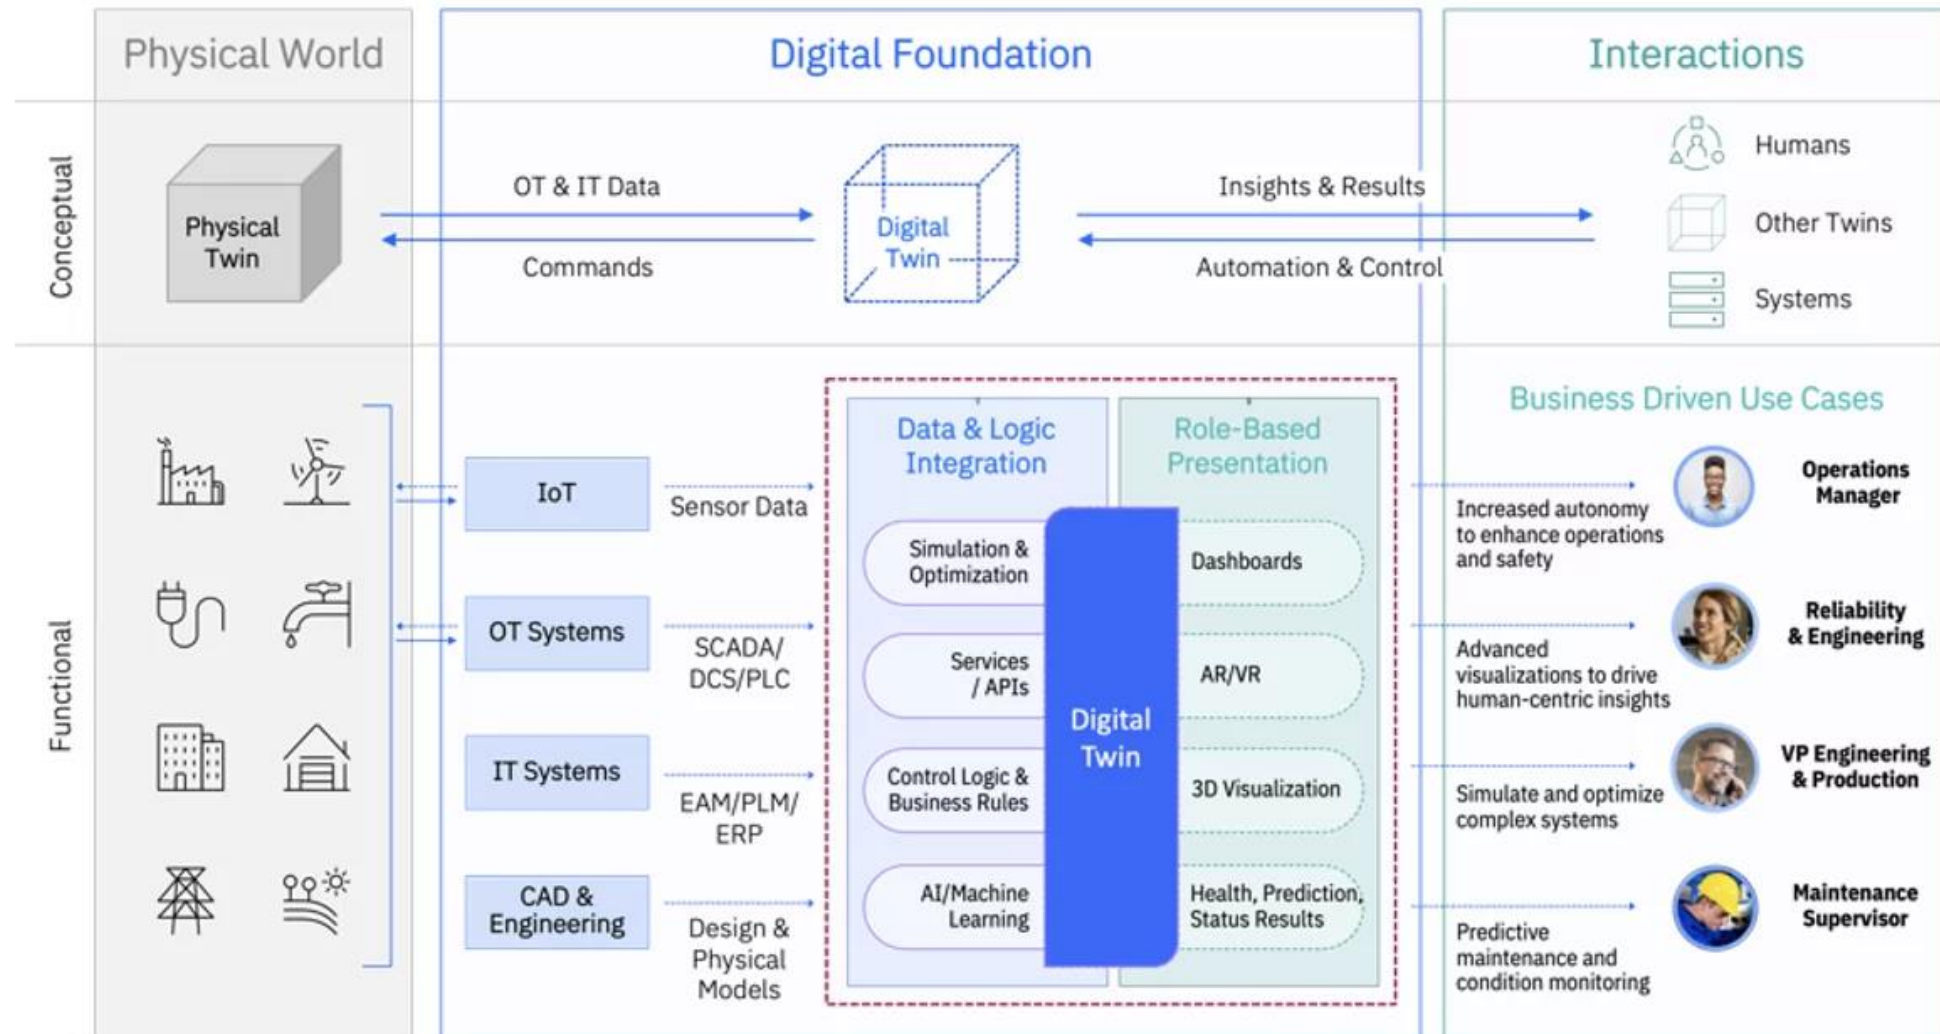 Physical World
Digital Foundation
Interactions
Conceptual
Physical
Twin
OT & IT Data
Commands
Digital
Twin
Insights & Results
Automation & Control
Humans
Other Twins
Systems
Functional
IoT
Sensor Data
OT Systems
SCADA/
DCS/PLC
IT Systems
EAM/PLM/
ERP
CAD &
Engineering
Design &
Physical
Models
Data & Logic
Integration
Simulation &
Optimization
Services
/ APIs
Control Logic &
Business Rules
AI/Machine
Learning
Digital
Twin
Role-Based
Presentation
Dashboards
AR/VR
3D Visualization
Health, Prediction,
Status Results
Business Driven Use Cases
Increased autonomy
to enhance operations
and safety
Operations
Manager
Advanced
visualizations to drive
human-centric insights
Reliability
& Engineering
Simulate and optimize
complex systems
VP Engineering
& Production
Predictive
maintenance and
condition monitoring
Maintenance
Supervisor